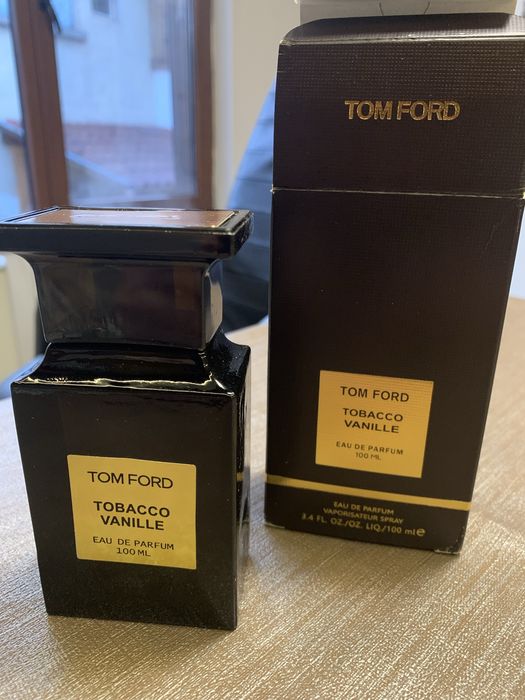 TOM FORD
TOBACCO
VANILLE
EAU DE PARFUM
100 ML
TOM FORD
TOM FORD
TOBACCO
VANILLE
EAU DE PARFUM
100 ML
EAU DE PARFUM
VAPORISATEUR SPRAY
3.4 FL. OZ./OZ. LIQ./100 ml e